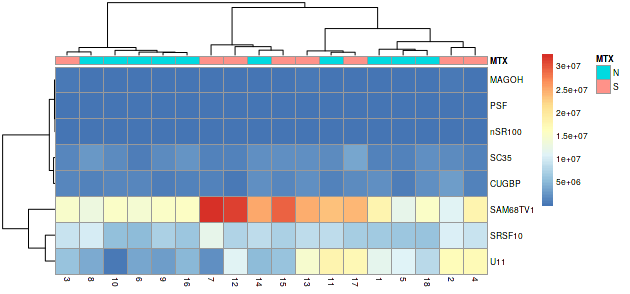 MTX
MAGOH
PSF
nSR100
SC35
CUGBP
SAM68TV1
SRSF10
U11
3 8 10 6 9 16 7 12 14 15 13 11 17 1 5 18 2 4
3e+07
2.5e+07
2e+07
1.5e+07
1e+07
5e+06
MTX
N
S